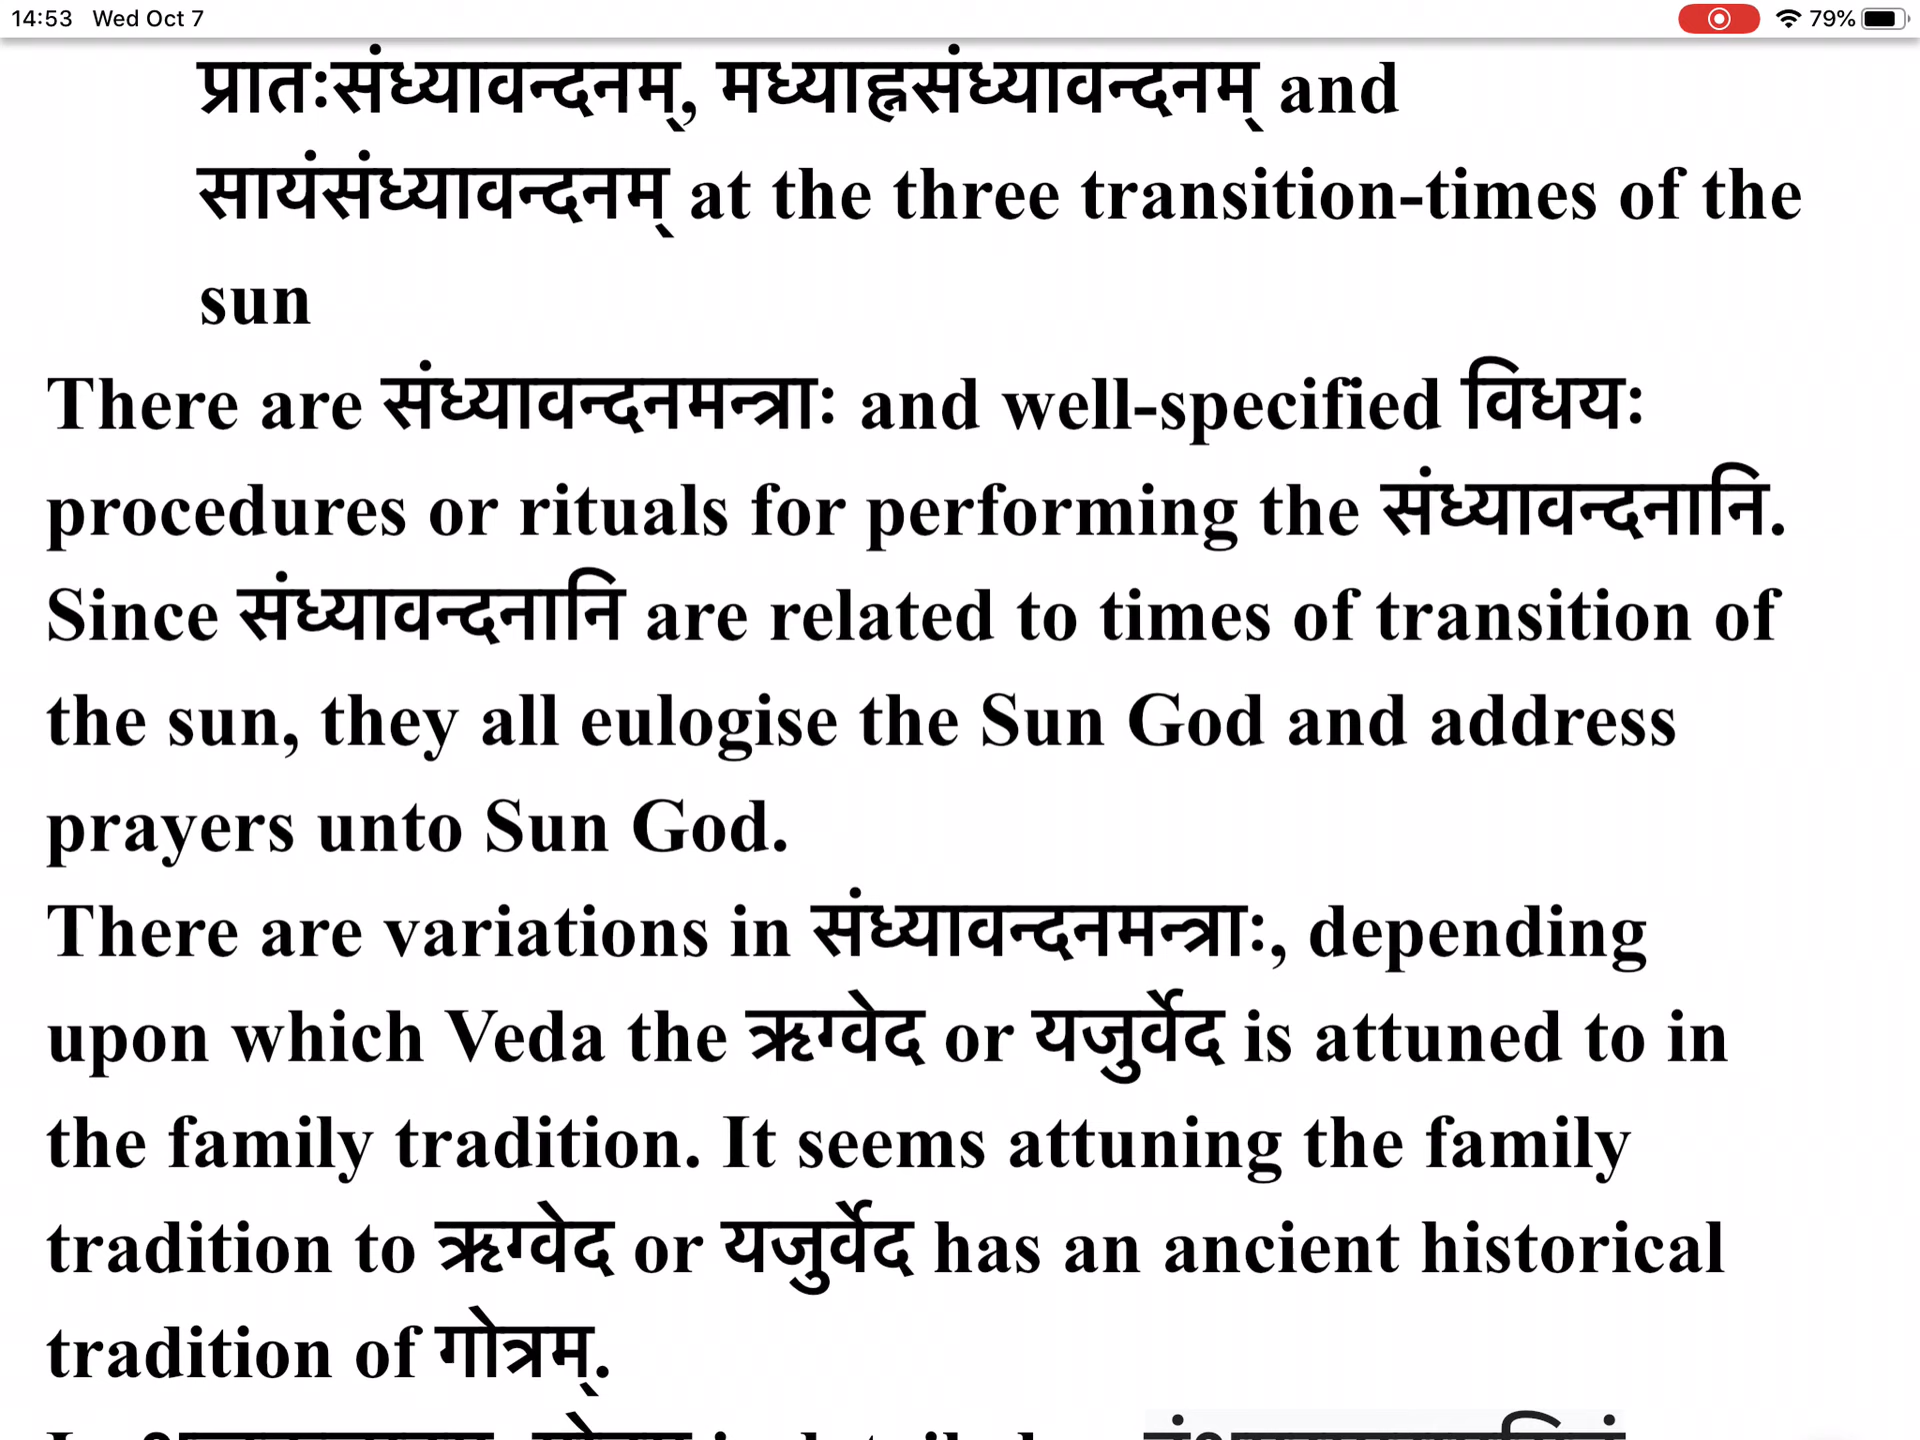 14:53 Wed Oct 7 79%
प्रातःसंध्यावन्दनम्, मध्याह्नसंध्यावन्दनम् and
सायंसंध्यावन्दनम् at the three transition-times of the
sun
There are संध्यावन्दनमन्त्राः and well-specified विधयः
procedures or rituals for performing the संध्यावन्दनानि.
Since संध्यावन्दनानि are related to times of transition of
the sun, they all eulogise the Sun God and address
prayers unto Sun God.
There are variations in संध्यावन्दनमन्त्राः, depending
upon which Veda the ऋग्वेद or यजुर्वेद is attuned to in
the family tradition. It seems attuning the family
tradition to ऋग्वेद or यजुर्वेद has an ancient historical
tradition of गोत्रम्.